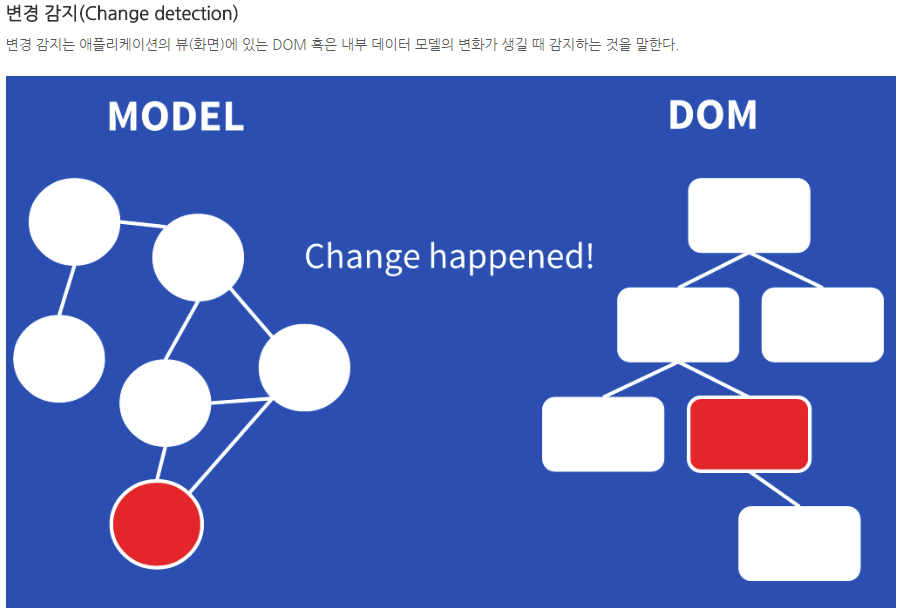 변경 감지(Change detection)
변경 감지는 애플리케이션의 뷰(화면)에 있는 DOM 혹은 내부 데이터 모델의 변화가 생길 때 감지하는 것을 말한다.
MODEL
DOM
Change happened!